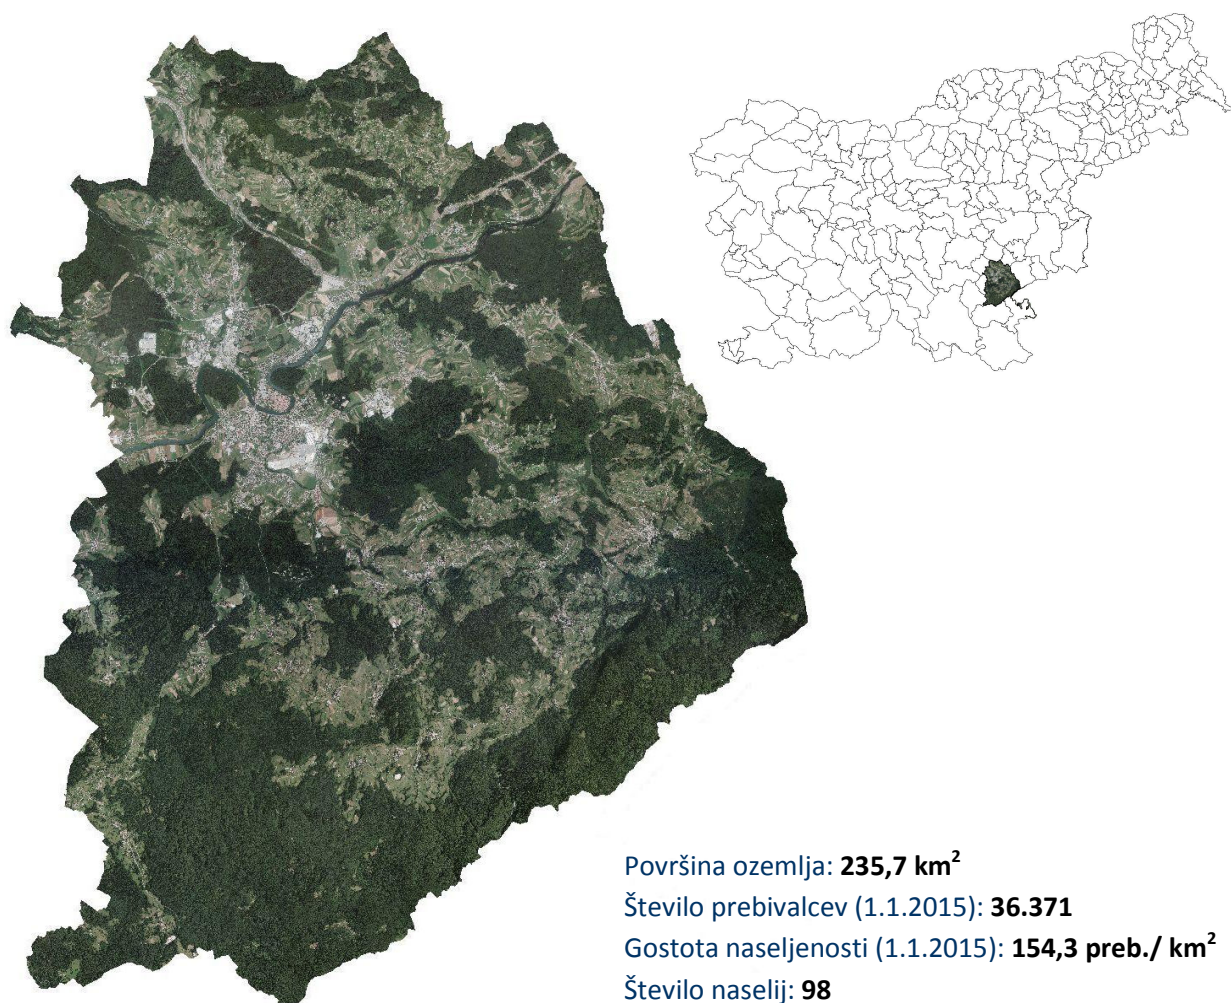 Površina ozemlja: 235,7 km²
Število prebivalcev (1.1.2015): 36.371
Gostota naseljenosti (1.1.2015): 154,3 preb./ km²
Število naselij: 98